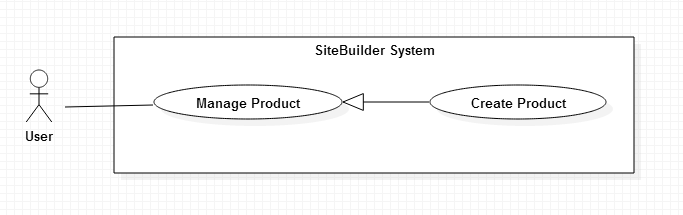 SiteBuilder System
Manage Product
Create Product
User